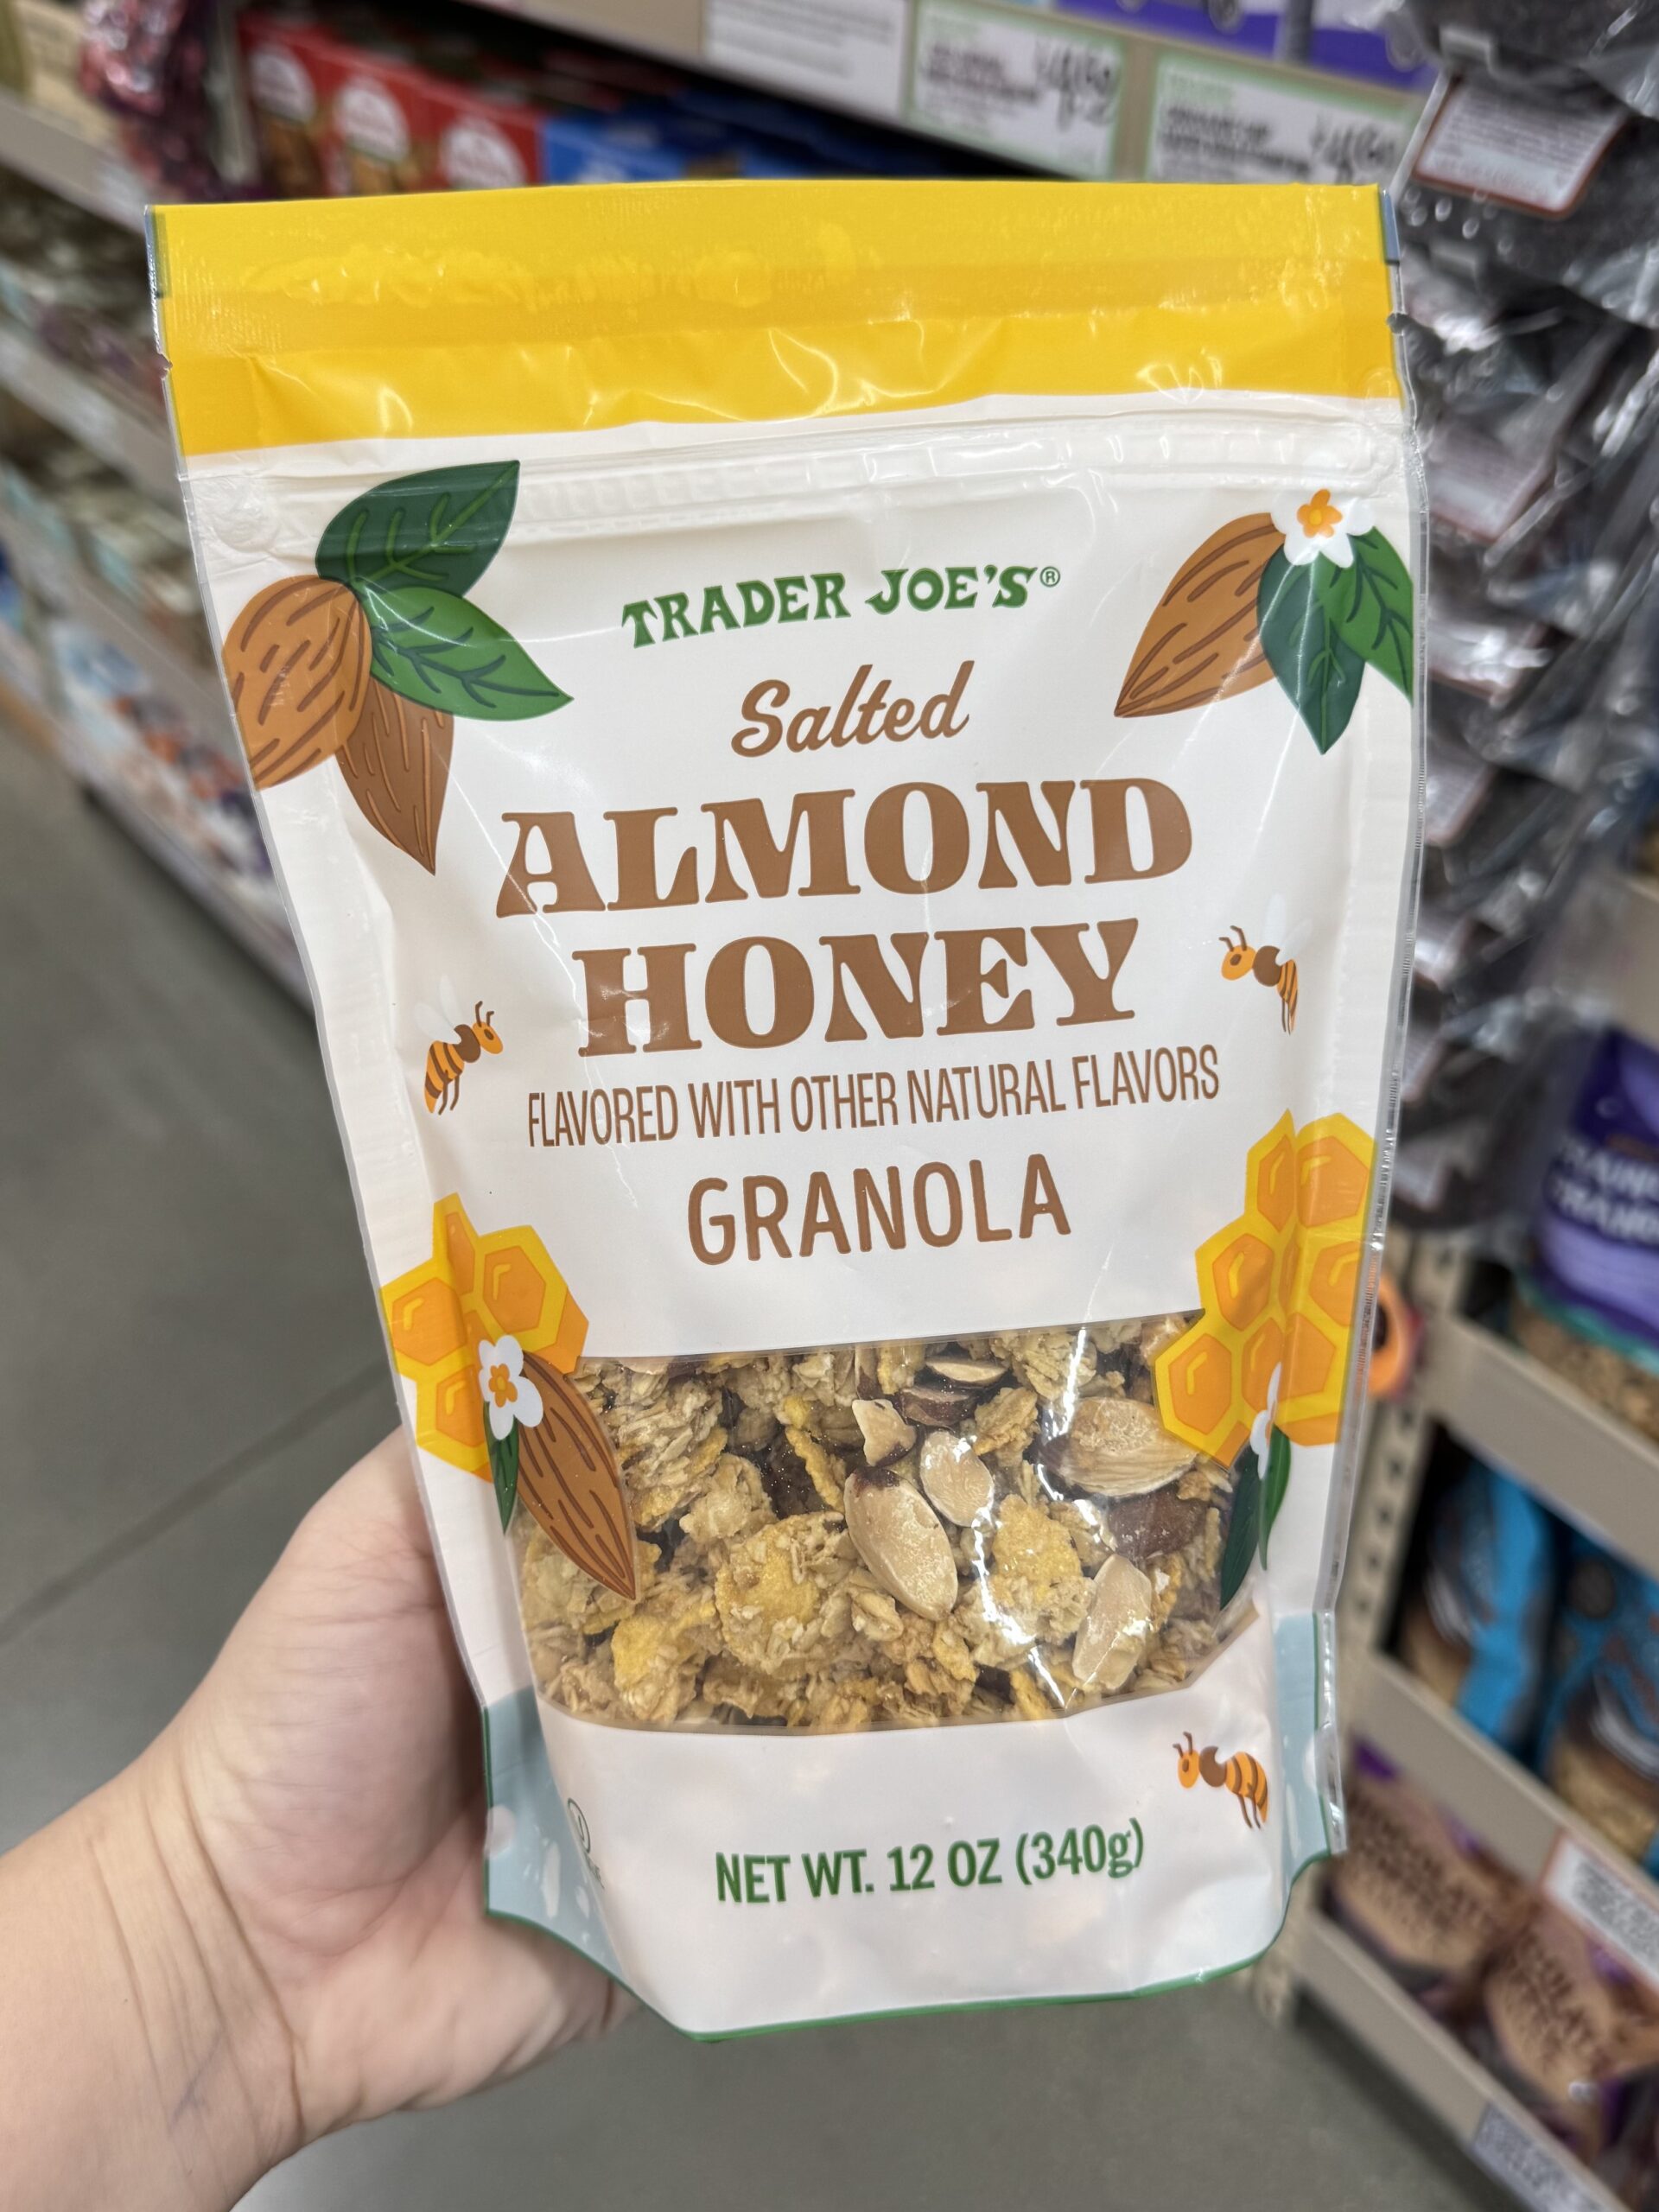 TRADER JOE'S®
Salted
ALMOND
HONEY
FLAVORED WITH OTHER NATURAL FLAVORS
GRANOLA
NET WT. 12 OZ (340g)